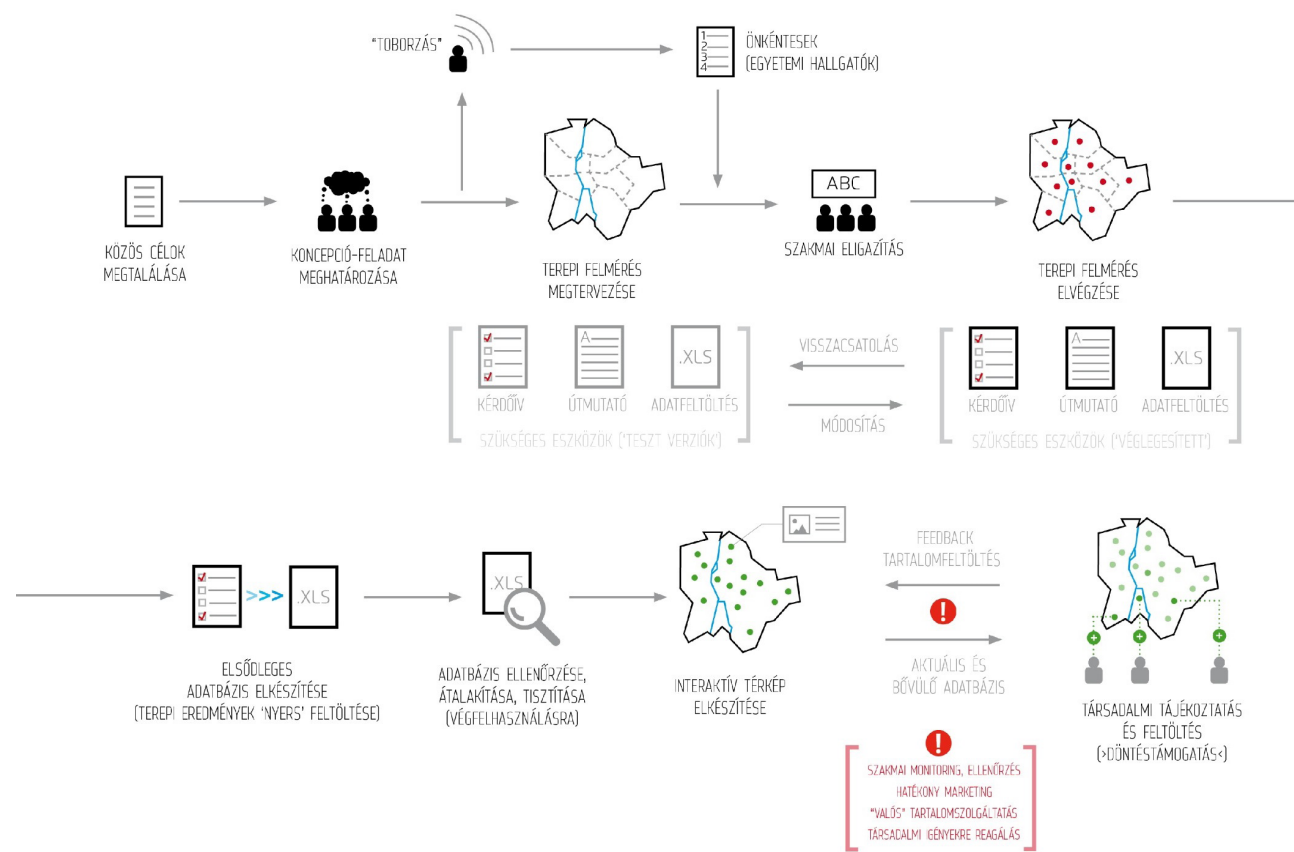 "TOBORZÁS"
1
2
3
4
ÖNKÉNTESEK
(EGYETEMI HALLGATÓK)
KÖZÖS CÉLOK
MEGTALÁLÁSA
KONCEPCIÓ-FELADAT
MEGHATÁROZÁSA
TEREPI FELMÉRÉS
MEGTERVEZÉSE
ABC
SZAKMAI ELIGAZÍTÁS
TEREPI FELMÉRÉS
ELVÉGZÉSE
A
.XLS
KÉRDŐÍV
ÚTMUTATÓ
ADATFELTÖLTÉS
SZÜKSÉGES ESZKÖZÖK ('TESZT VERZIÓK')
VISSZACSATOLÁS
MÓDOSÍTÁS
A
.XLS
KÉRDŐÍV
ÚTMUTATÓ
ADATFELTÖLTÉS
SZÜKSÉGES ESZKÖZÖK ('VÉGLEGESÍTETT')
>>>
.XLS
ELSŐDLEGES
ADATBÁZIS ELKÉSZÍTÉSE
(TEREPI EREDMÉNYEK 'NYERS' FELTÖLTÉSE)
.XLS
ADATBÁZIS ELLENŐRZÉSE,
ÁTALAKÍTÁSA, TISZTÍTÁSA
(VÉGFELHASZNÁLÁSRA)
INTERAKTÍV TÉRKÉP
ELKÉSZÍTÉSE
FEEDBACK
TARTALOMFELTÖLTÉS
!
AKTUÁLIS ÉS
BŐVÜLŐ ADATBÁZIS
+
+
+
TÁRSADALMI TÁJÉKOZTATÁS
ÉS FELTÖLTÉS
(>DÖNTÉSTÁMOGATÁS<)
!
SZAKMAI MONITORING, ELLENŐRZÉS
HATÉKONY MARKETING
"VALÓS" TARTALOMSZOLGÁLTATÁS
TÁRSADALMI IGÉNYEKRE REAGÁLÁS